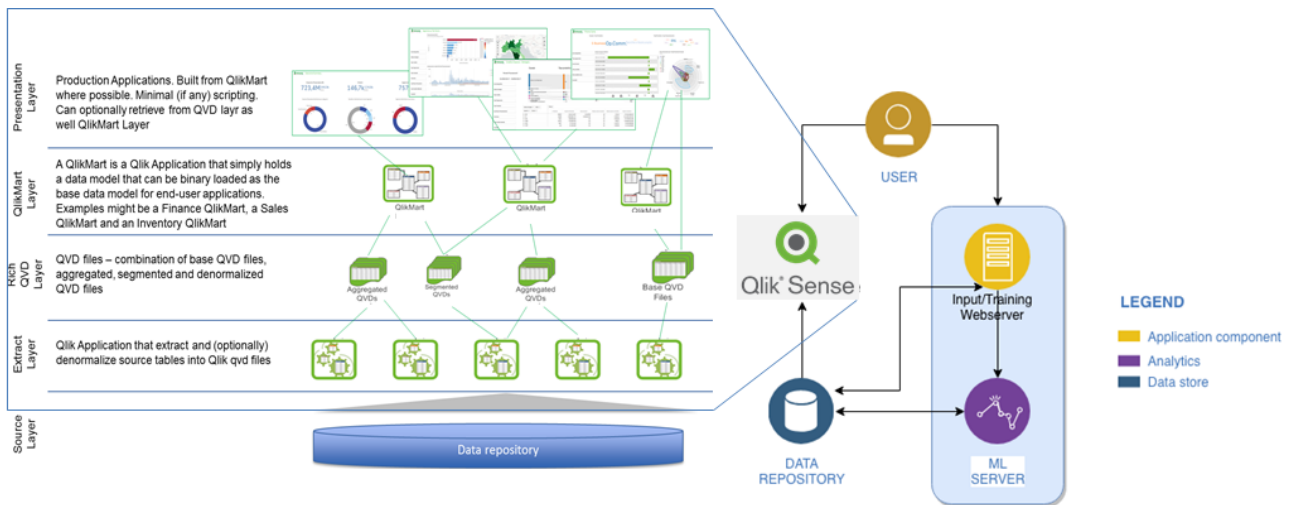 Presentation
Layer
Production Applications. Built from QlikMart
where possible. Minimal (if any) scripting.
Can optionally retrieve from QVD layr as
well QlikMart Layer
723,4M
QlikMart
Layer
A QlikMart is a Qlik Application that simply holds
a data model that can be binary loaded as the
base data model for end-user applications.
Examples might be a Finance QlikMart, a Sales
QlikMart and an Inventory QlikMart
QlikMart
QlikMart
QlikMart
Rich
QVD
Layer
QVD files – combination of base QVD files,
aggregated, segmented and denormalized
QVD files
Aggregated
QVDs
Segmented
QVDs
Aggregated
QVDs
Base QVD
Files
Extract
Layer
Qlik Application that extract and (optionally)
denormalize source tables into Qlik qvd files
Source
Layer
Data repository
USER
Qlik Sense
Input/Training
Webserver
DATA
REPOSITORY
ML
SERVER
LEGEND
Application component
Analytics
Data store